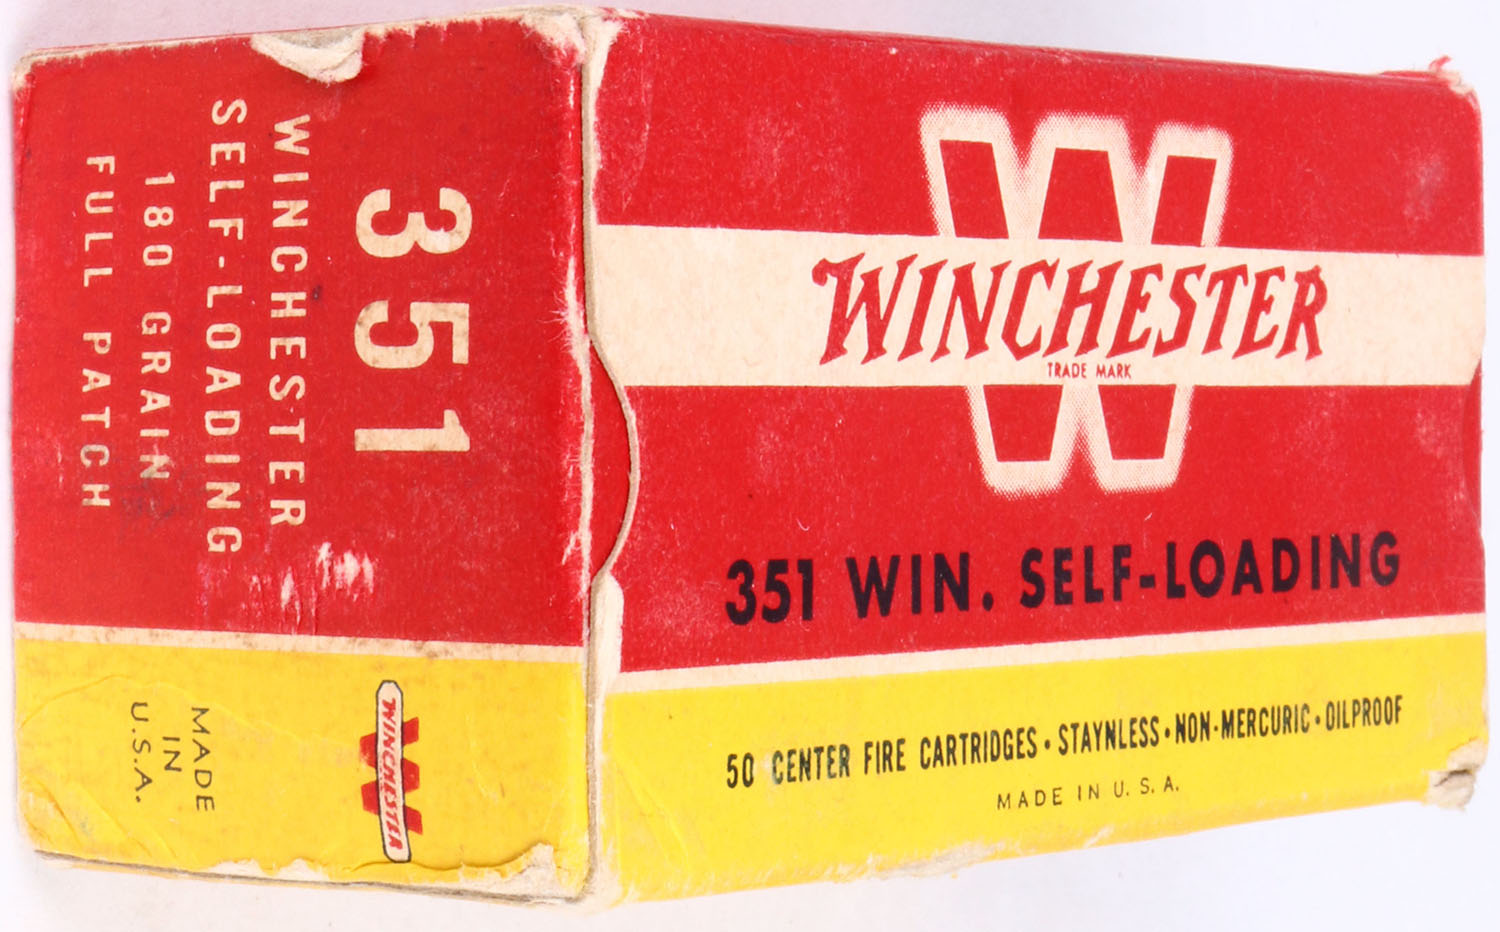 351
WINCHESTER
SELF-LOADING
180 GRAIN
FULL PATCH
W
WINCHESTER
MADE
IN
U.S.A.
W
WINCHESTER
TRADE MARK
351 WIN. SELF-LOADING
50 CENTER FIRE CARTRIDGES • STAYNLESS • NON-MERCURIC • OILPROOF
MADE IN U. S. A.